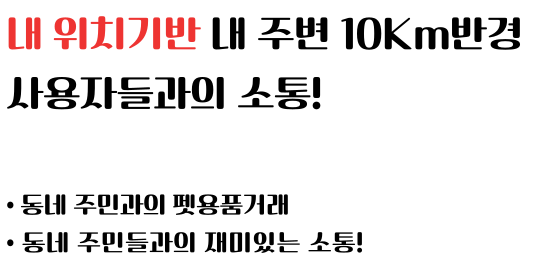 내 위치기반 내 주변 10Km반경
사용자들과의 소통!
• 동네 주민과의 펫용품거래
• 동네 주민들과의 재미있는 소통!